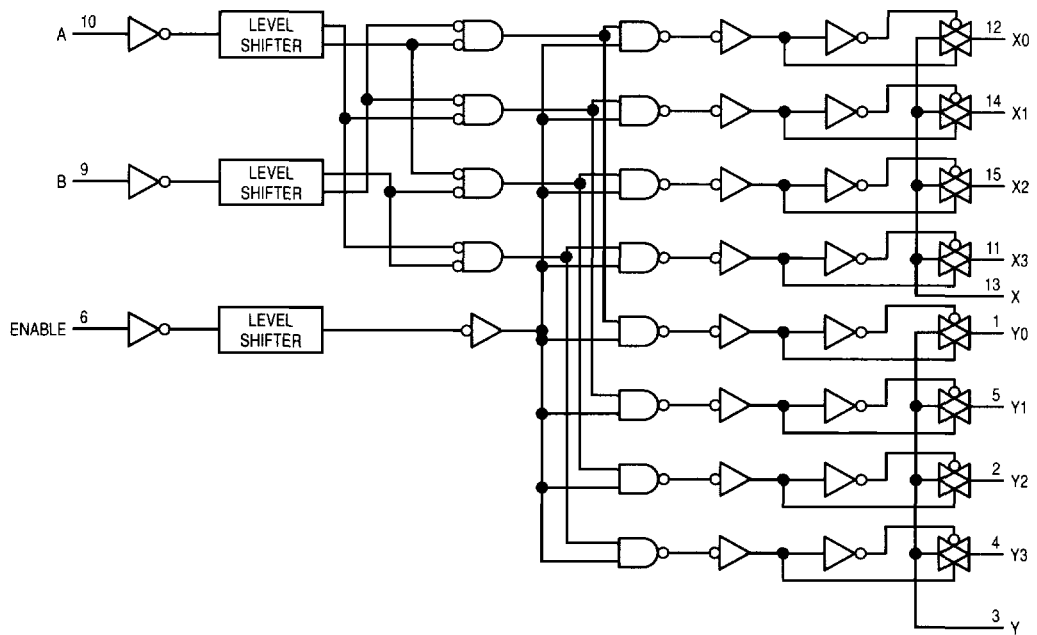 A 10
LEVEL
SHIFTER
12 X0
14 X1
B 9
LEVEL
SHIFTER
15 X2
11 X3
13 X
ENABLE 6
LEVEL
SHIFTER
1 Y0
5 Y1
2 Y2
4 Y3
3 Y